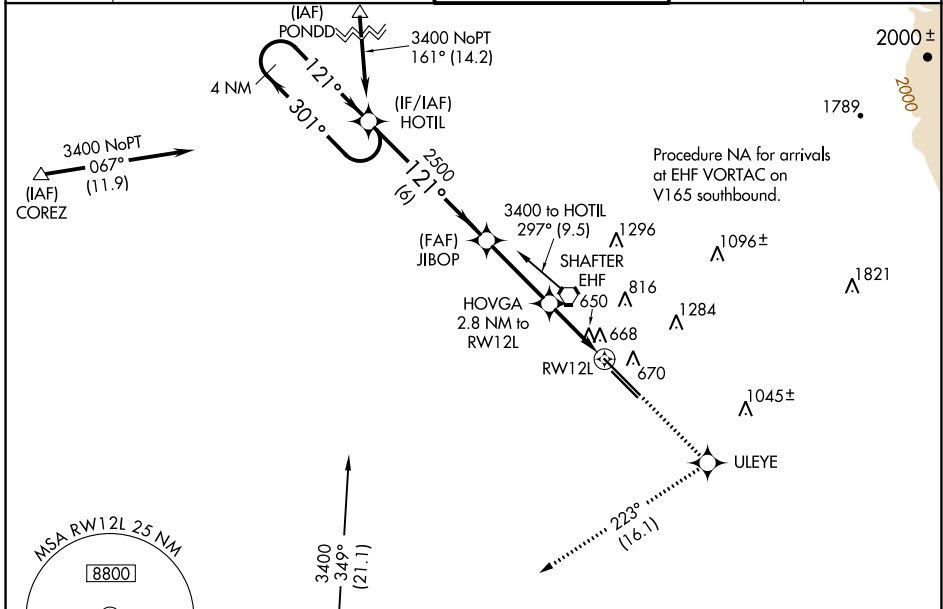 (IAF)
PONDD
3400 NoPT
161° (14.2)
2000 ±
2000
1789
4 NM
121°
301°
(IF/IAF)
HOTIL
3400 NoPT
067°
(11.9)
(IAF)
COREZ
2500
121°
(6)
Procedure NA for arrivals
at EHF VORTAC on
V165 southbound.
3400 to HOTIL
297° (9.5)
(FAF)
JIBOP
SHAFTER
EHF
1296
1096±
1821
650
816
1284
HOVGA
2.8 NM to
RW12L
668
RW12L
670
1045±
ULEYE
223°
(16.1)
3400
349°
(21.1)
MSA RW12L 25 NM
8800